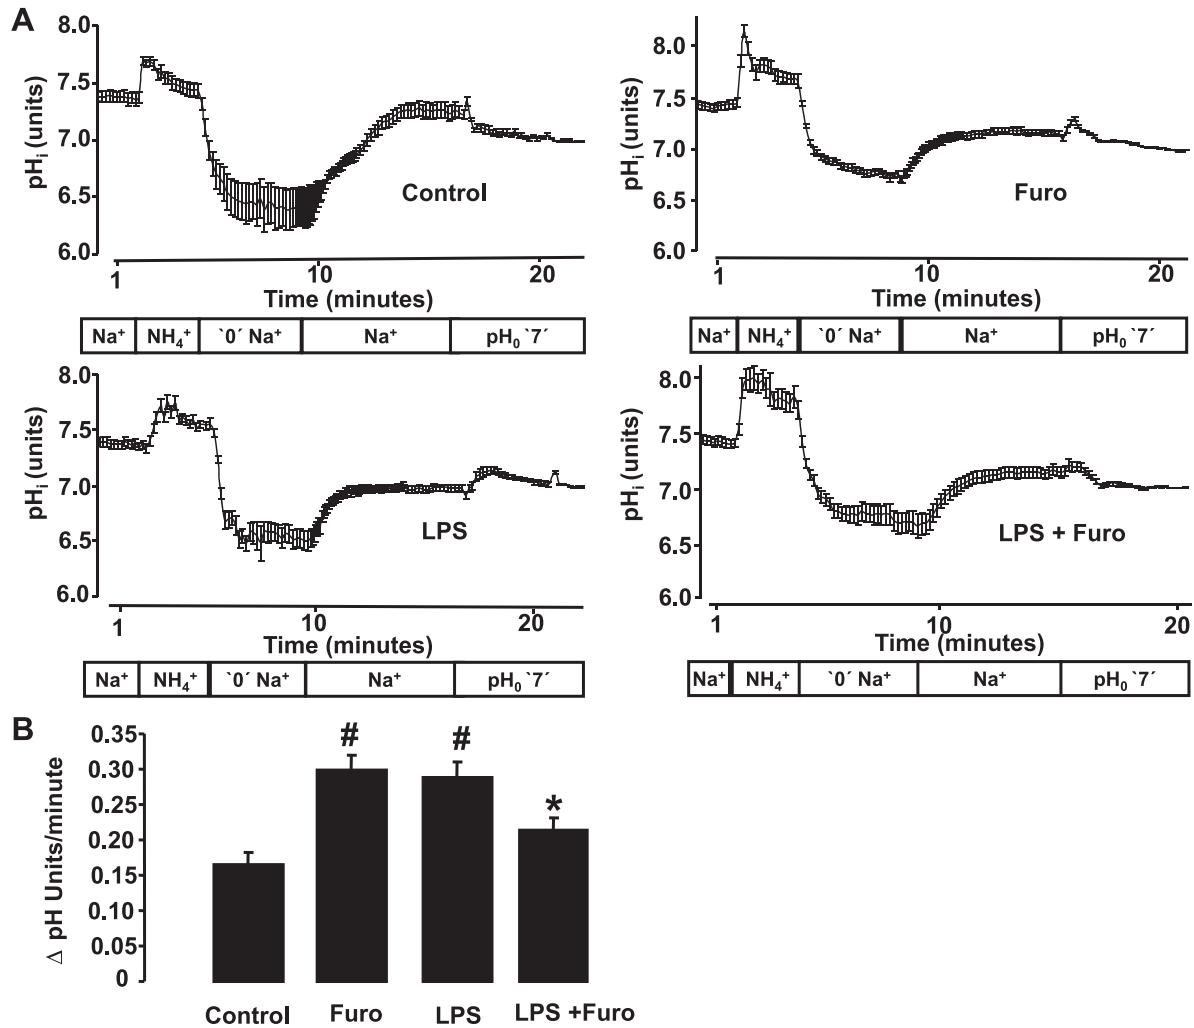 A
8.0
7.5
7.0
6.5
6.0
pHi (units)
Control
1 10 20
Time (minutes)
Na⁺ NH₄⁺ `0´ Na⁺ Na⁺ pH₀ `7´
8.0
7.5
7.0
6.5
6.0
pHi (units)
Furo
1 10 20
Time (minutes)
Na⁺ NH₄⁺ `0´ Na⁺ Na⁺ pH₀ `7´
8.0
7.5
7.0
6.5
6.0
pHi (units)
LPS
1 10 20
Time (minutes)
Na⁺ NH₄⁺ `0´ Na⁺ Na⁺ pH₀ `7´
8.0
7.5
7.0
6.5
6.0
pHi (units)
LPS + Furo
1 10 20
Time (minutes)
Na⁺ NH₄⁺ `0´ Na⁺ Na⁺ pH₀ `7´
B
0.35
0.30
0.25
0.20
0.15
0.10
0.05
0
Δ pH Units/minute
# # *
Control Furo LPS LPS +Furo